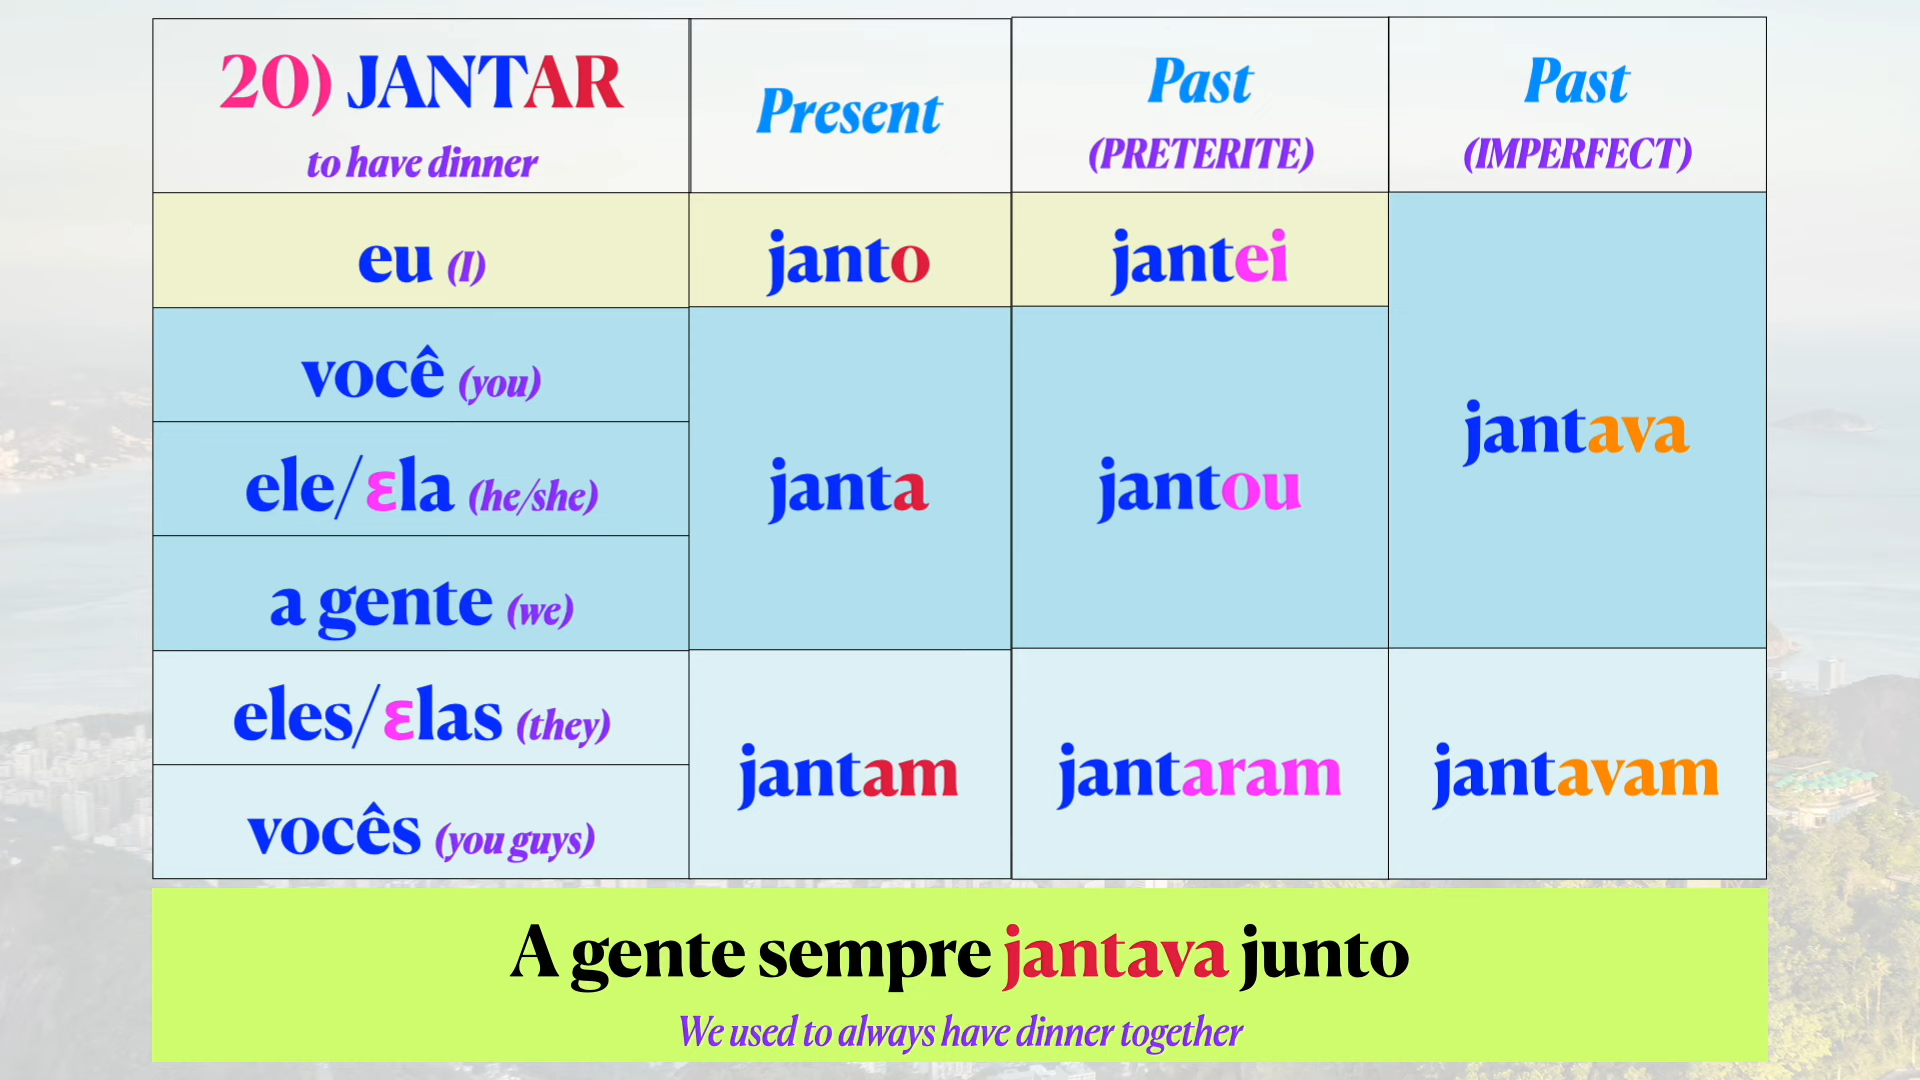 20) JANTAR
to have dinner
Present
Past
(PRETERITE)
Past
(IMPERFECT)
eu (I)
janto
jantei
jantava
você (you)
ele/ɛla (he/she)
janta
jantou
a gente (we)
eles/ɛlas (they)
jantam
jantaram
jantavam
vocês (you guys)
A gente sempre jantava junto
We used to always have dinner together